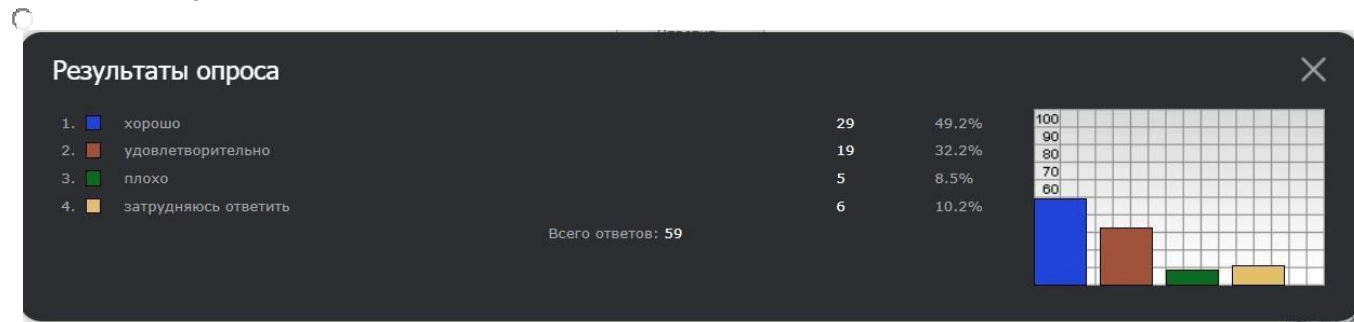 Результаты опроса
1. хорошо 29 49.2%
2. удовлетворительно 19 32.2%
3. плохо 5 8.5%
4. затрудняюсь ответить 6 10.2%
Всего ответов: 59
100
90
80
70
60